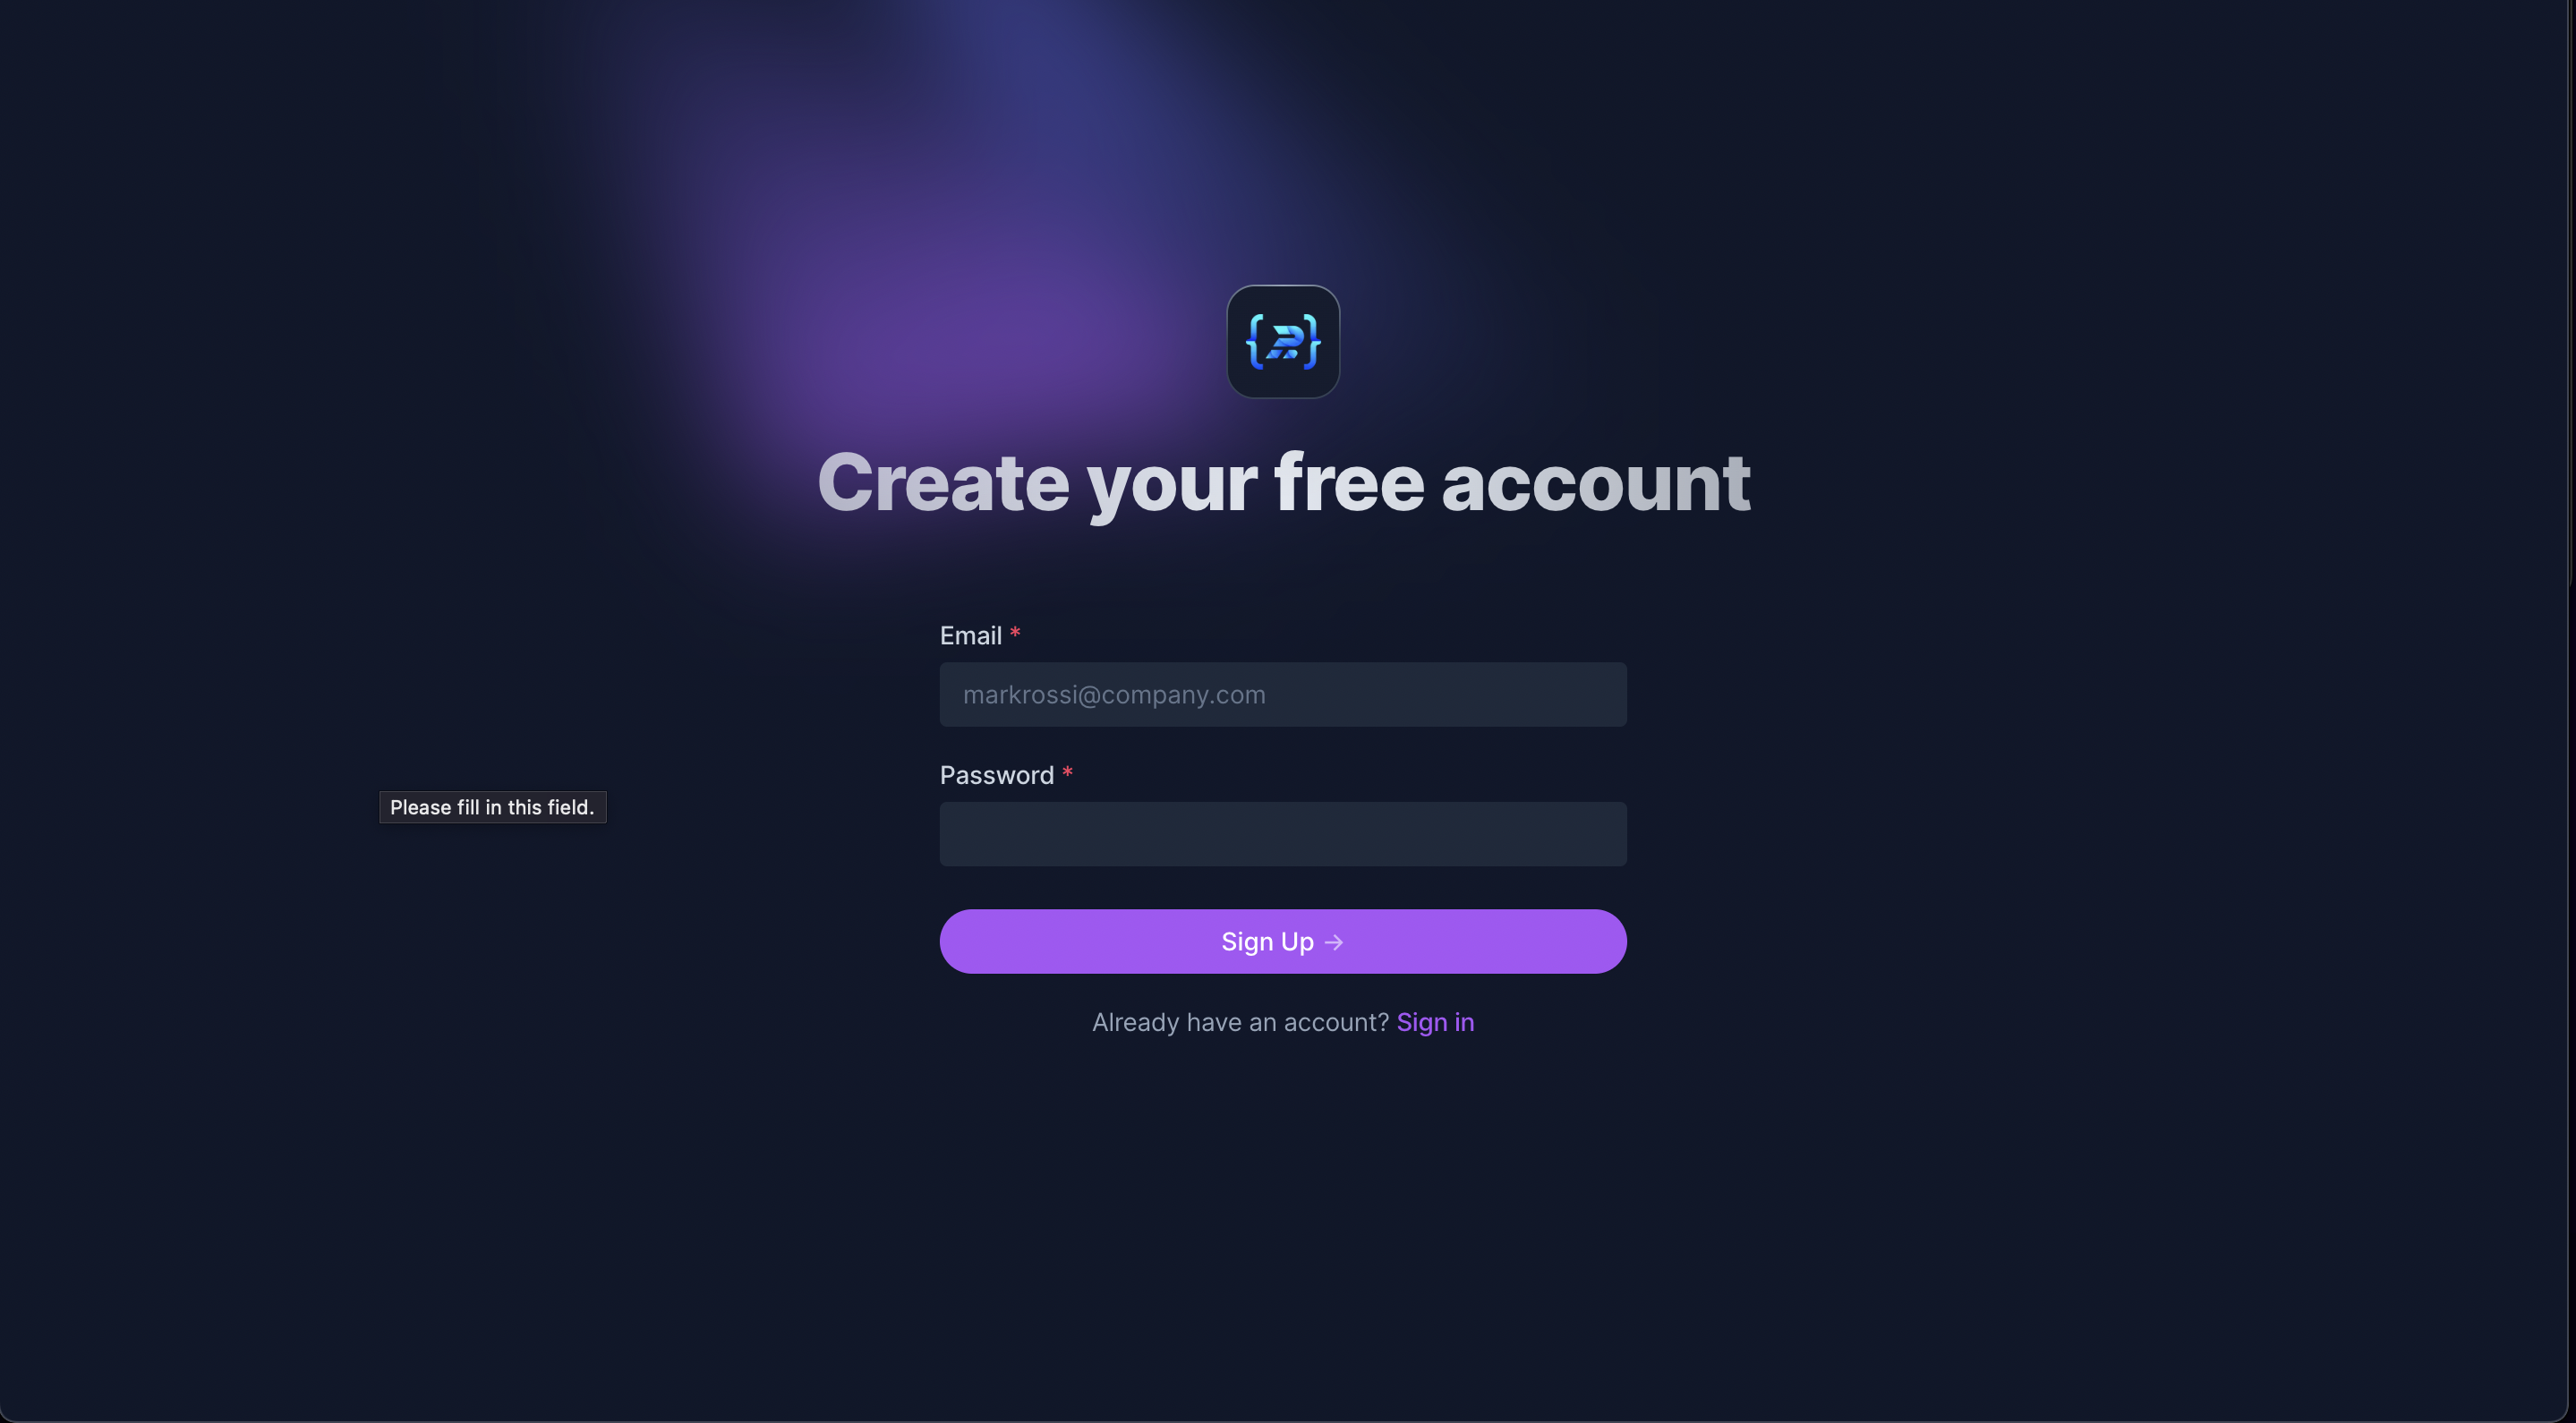 Create your free account
Email *
markrossi@company.com
Password *
Please fill in this field.
Sign Up →
Already have an account? Sign in